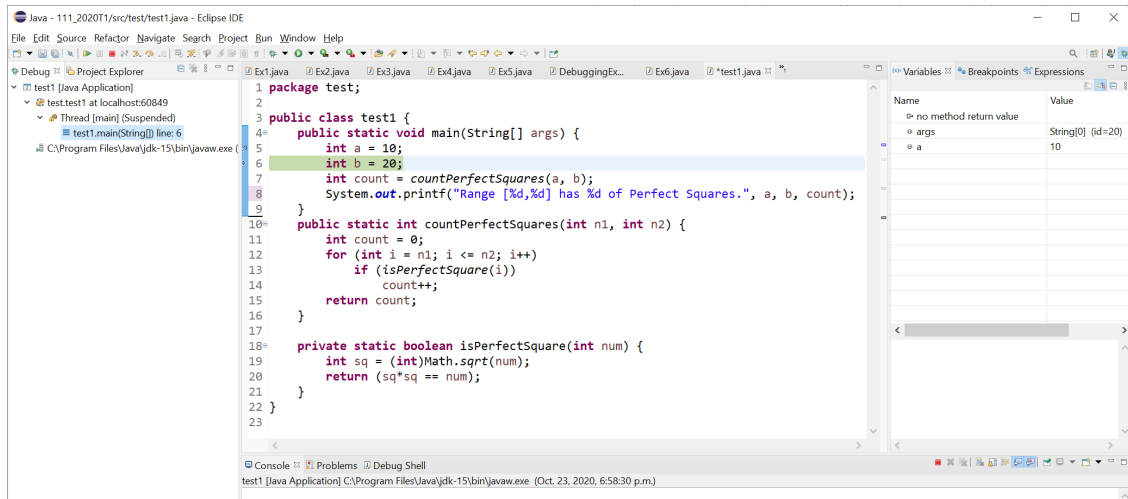 Java - 111_2020T1/src/test/test1.java - Eclipse IDE
File Edit Source Refactor Navigate Search Project Run Window Help
Debug Project Explorer
test1 [Java Application]
test.test1 at localhost:60849
Thread [main] (Suspended)
test1.main(String[]) line: 6
C:\Program Files\Java\jdk-15\bin\javaw.exe (
Ex1.java Ex2.java Ex3.java Ex4.java Ex5.java DebuggingEx... Ex6.java *test1.java
1 package test;
2
3 public class test1 {
4 public static void main(String[] args) {
5 int a = 10;
6 int b = 20;
7 int count = countPerfectSquares(a, b);
8 System.out.printf("Range [%d,%d] has %d of Perfect Squares.", a, b, count);
9 }
10 public static int countPerfectSquares(int n1, int n2) {
11 int count = 0;
12 for (int i = n1; i <= n2; i++)
13 if (isPerfectSquare(i))
14 count++;
15 return count;
16 }
17
18 private static boolean isPerfectSquare(int num) {
19 int sq = (int)Math.sqrt(num);
20 return (sq*sq == num);
21 }
22 }
23
Variables Breakpoints Expressions
Name Value
no method return value
args String[0] (id=20)
a 10
Console Problems Debug Shell
test1 [Java Application] C:\Program Files\Java\jdk-15\bin\javaw.exe (Oct. 23, 2020, 6:58:30 p.m.)